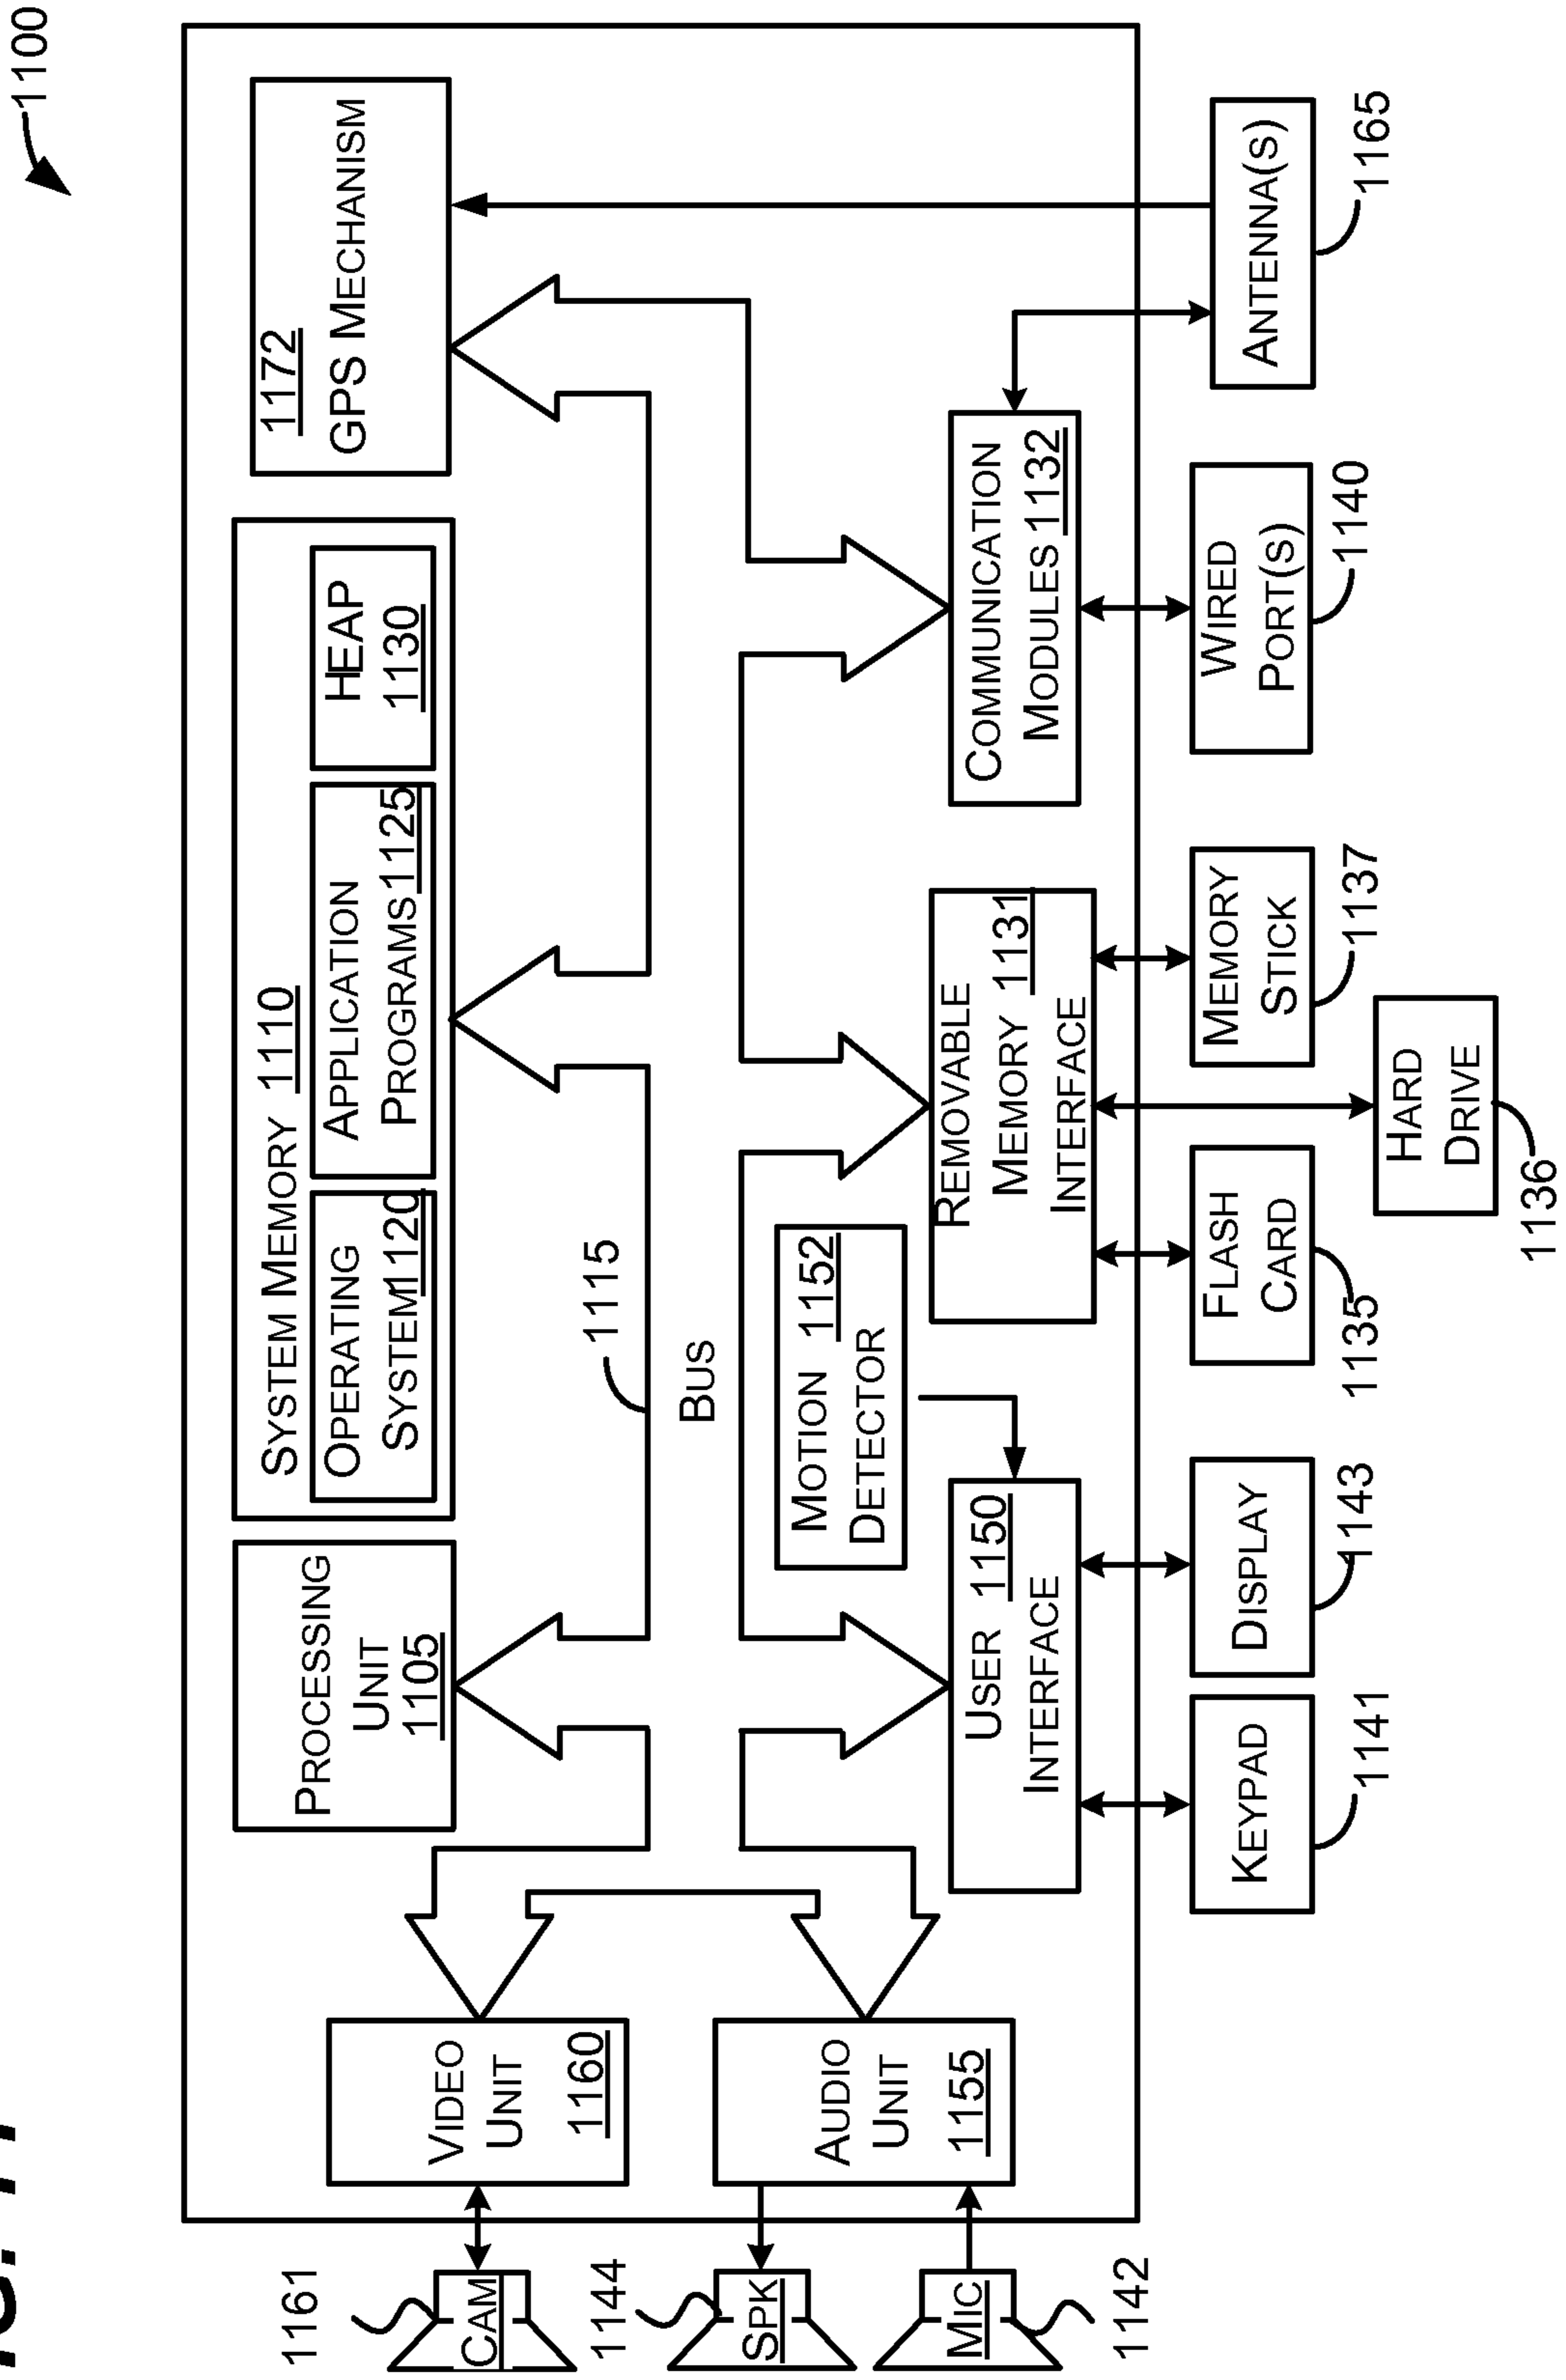 1100
1172
GPS MECHANISM
SYSTEM MEMORY 1110
OPERATING
SYSTEM 1120
APPLICATION
PROGRAMS 1125
HEAP
1130
PROCESSING
UNIT
1105
VIDEO
UNIT
1160
1161
CAM
1115
BUS
1144
SPK
AUDIO
UNIT
1155
MIC
1142
MOTION 1152
DETECTOR
USER 1150
INTERFACE
REMOVABLE
MEMORY 1131
INTERFACE
COMMUNICATION
MODULES 1132
KEYPAD
1141
DISPLAY
1143
FLASH
CARD
1135
MEMORY
STICK
1137
WIRED
PORT(S)
1140
ANTENNA(S)
1165
HARD
DRIVE
1136